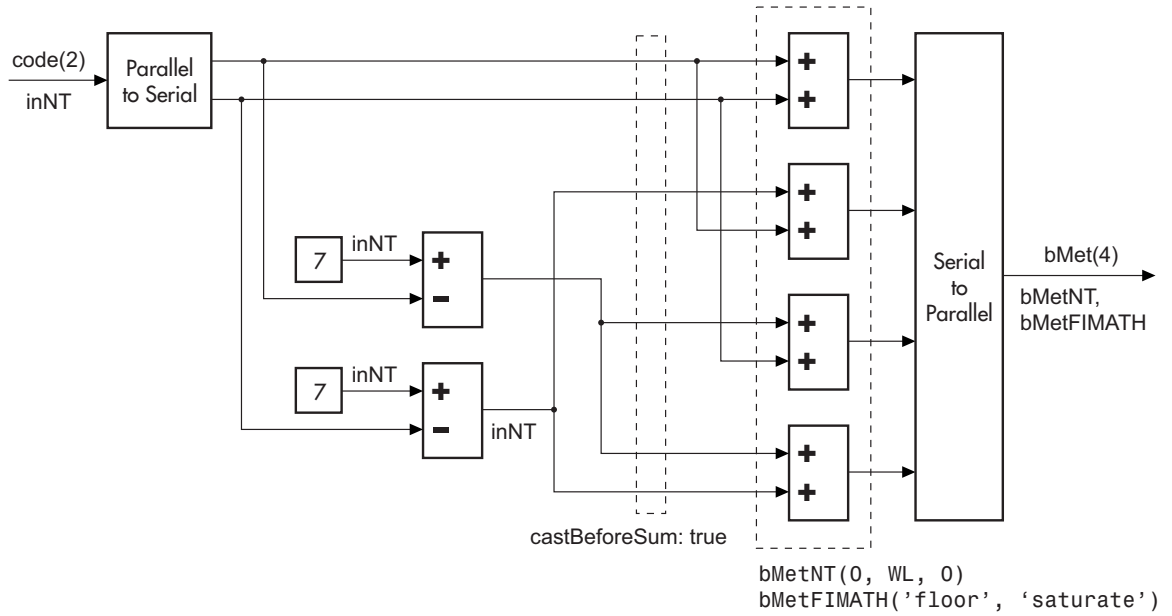 code(2)
inNT
Parallel
to Serial
+
+
+
+
7
inNT
+
−
Serial
to
Parallel
bMet(4)
bMetNT,
bMetFIMATH
+
+
7
inNT
+
−
inNT
+
+
castBeforeSum: true
bMetNT(0, WL, 0)
bMetFIMATH('floor', ‘saturate’)